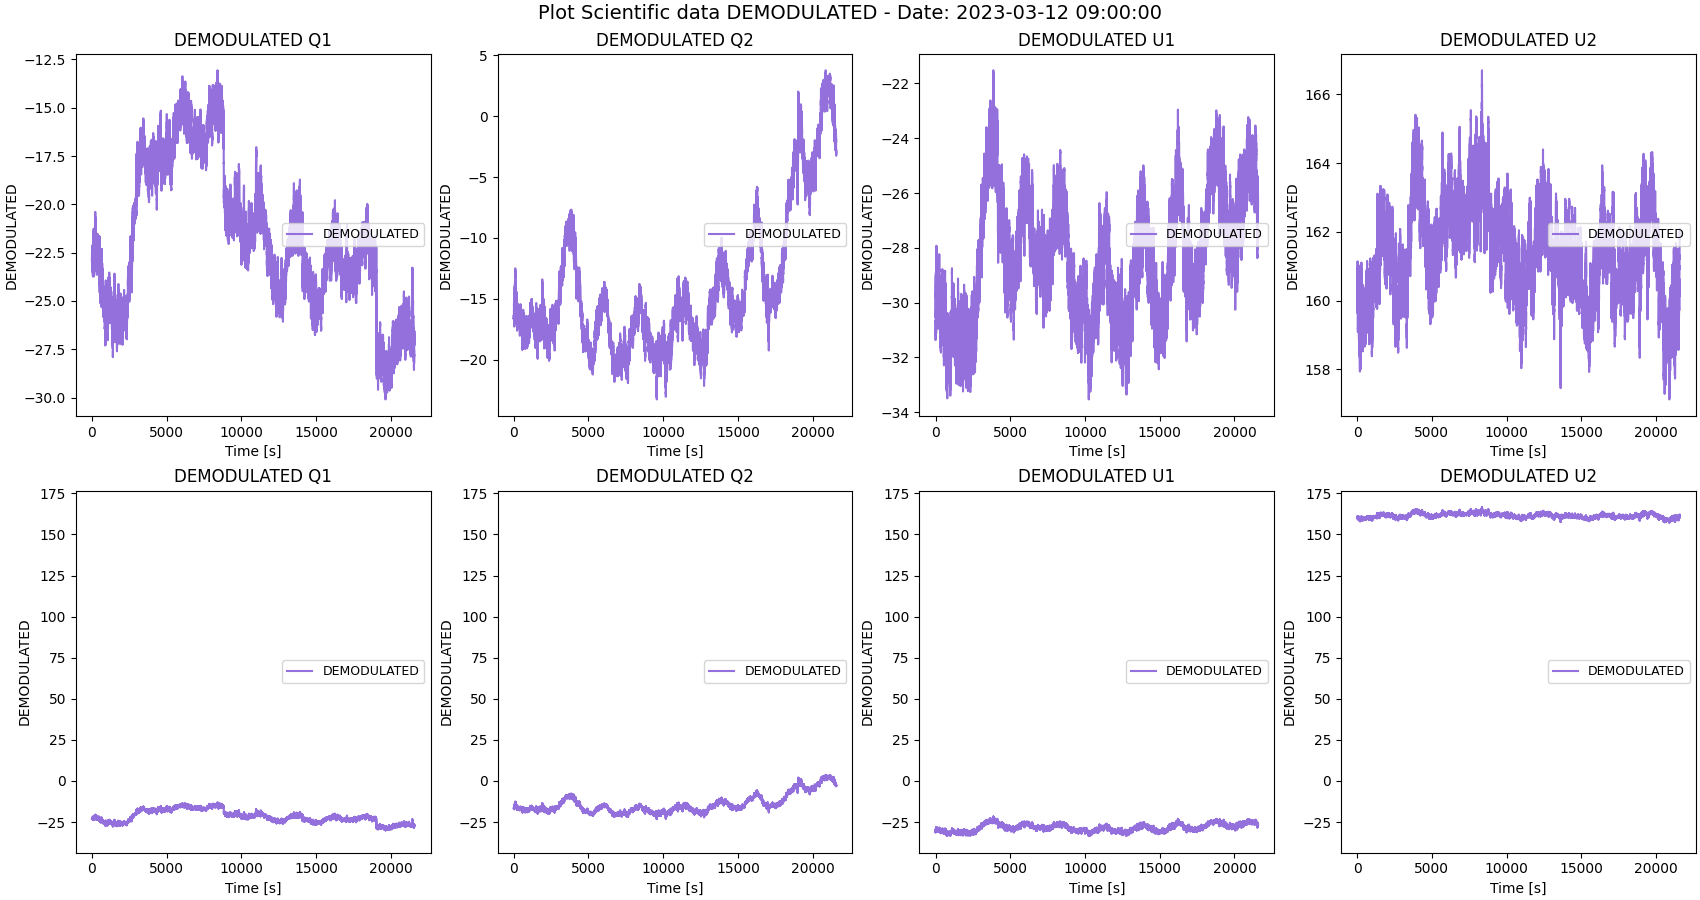 Plot Scientific data DEMODULATED - Date: 2023-03-12 09:00:00
DEMODULATED Q1
DEMODULATED
−12.5
−15.0
−17.5
−20.0
−22.5
−25.0
−27.5
−30.0
DEMODULATED
0 5000 10000 15000 20000
Time [s]
DEMODULATED Q2
DEMODULATED
5
0
−5
−10
−15
−20
DEMODULATED
0 5000 10000 15000 20000
Time [s]
DEMODULATED U1
DEMODULATED
−22
−24
−26
−28
−30
−32
−34
DEMODULATED
0 5000 10000 15000 20000
Time [s]
DEMODULATED U2
DEMODULATED
166
164
162
160
158
DEMODULATED
0 5000 10000 15000 20000
Time [s]
DEMODULATED Q1
DEMODULATED
175
150
125
100
75
50
25
0
−25
DEMODULATED
0 5000 10000 15000 20000
Time [s]
DEMODULATED Q2
DEMODULATED
175
150
125
100
75
50
25
0
−25
DEMODULATED
0 5000 10000 15000 20000
Time [s]
DEMODULATED U1
DEMODULATED
175
150
125
100
75
50
25
0
−25
DEMODULATED
0 5000 10000 15000 20000
Time [s]
DEMODULATED U2
DEMODULATED
175
150
125
100
75
50
25
0
−25
DEMODULATED
0 5000 10000 15000 20000
Time [s]